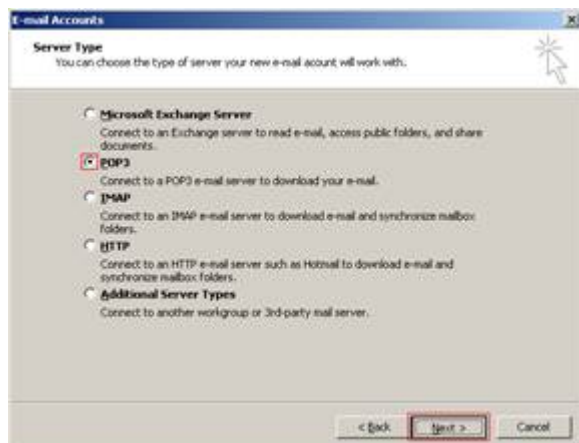 E-mail Accounts
Server Type
You can choose the type of server your new e-mail acount will work with.
Microsoft Exchange Server
Connect to an Exchange server to read e-mail, access public folders, and share
documents.
POP3
Connect to a POP3 e-mail server to download your e-mail.
IMAP
Connect to an IMAP e-mail server to download e-mail and synchronize mailbox
folders.
HTTP
Connect to an HTTP e-mail server such as Hotmail to download e-mail and
synchronize mailbox folders.
Additional Server Types
Connect to another workgroup or 3rd-party mail server.
< Back Next > Cancel